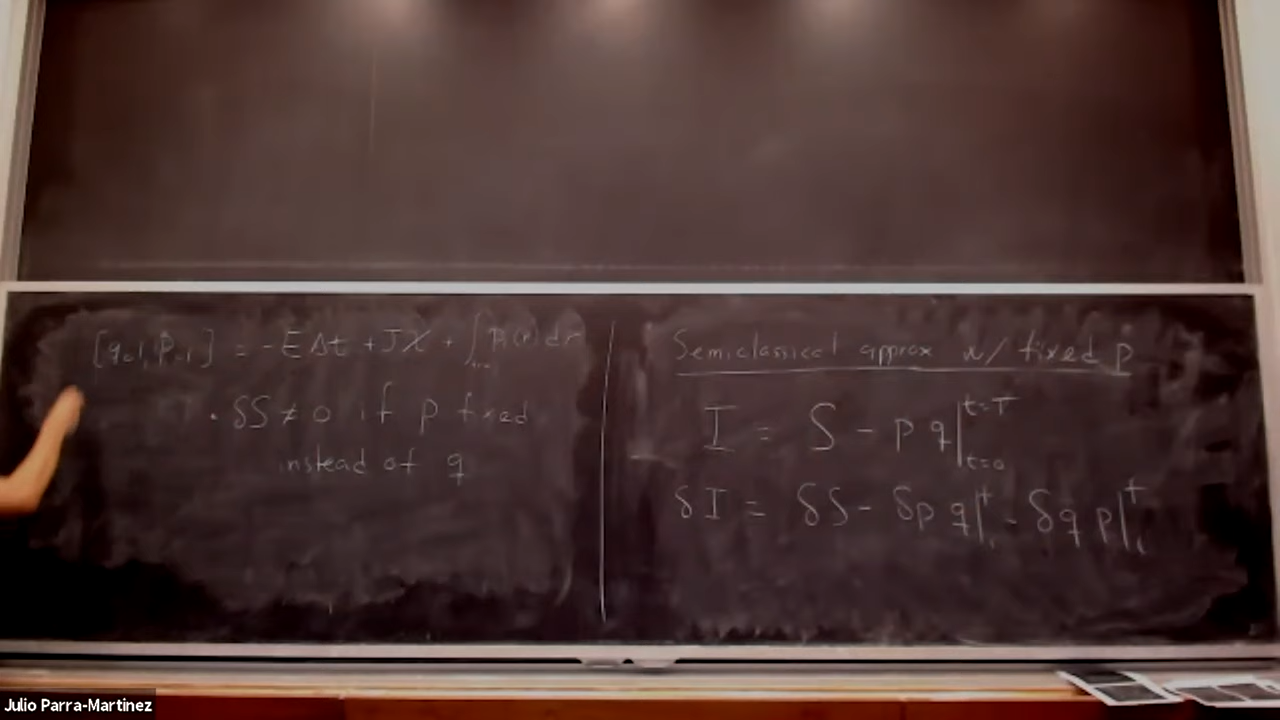 [q_cl, p_cl] = -EΔt + Jχ + ∫ p_r(r) dr
• δS ≠ 0 if p fixed
instead of q
Semiclassical approx w/ fixed p
I = S - p q |_{t=0}^{t=T}
δI = δS - δp q |_i^f - δq p |_i^f
Julio Parra-Martinez